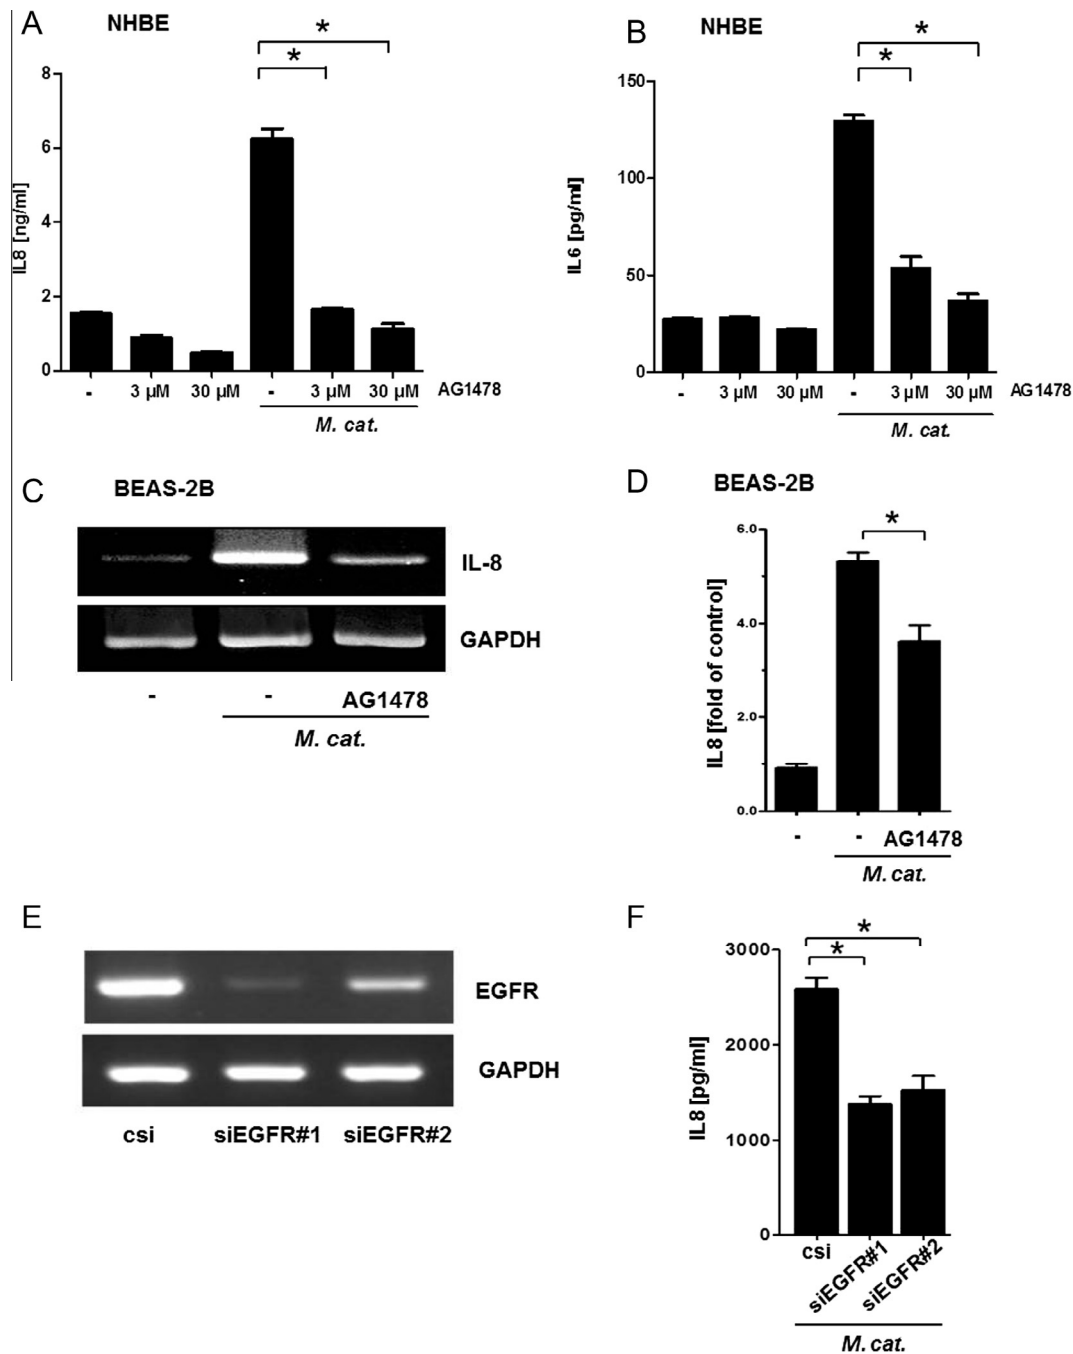 A
NHBE
*
*
8
6
4
2
0
IL8 [ng/ml]
- 3 µM 30 µM - 3 µM 30 µM AG1478
M. cat.
B
NHBE
*
*
150
100
50
0
IL6 [pg/ml]
- 3 µM 30 µM - 3 µM 30 µM AG1478
M. cat.
C
BEAS-2B
IL-8
GAPDH
- - AG1478
M. cat.
D
BEAS-2B
*
6.0
4.0
2.0
0.0
IL8 [fold of control]
- - AG1478
M. cat.
E
EGFR
GAPDH
csi siEGFR#1 siEGFR#2
F
*
*
3000
2000
1000
0
IL8 [pg/ml]
csi siEGFR#1 siEGFR#2
M. cat.